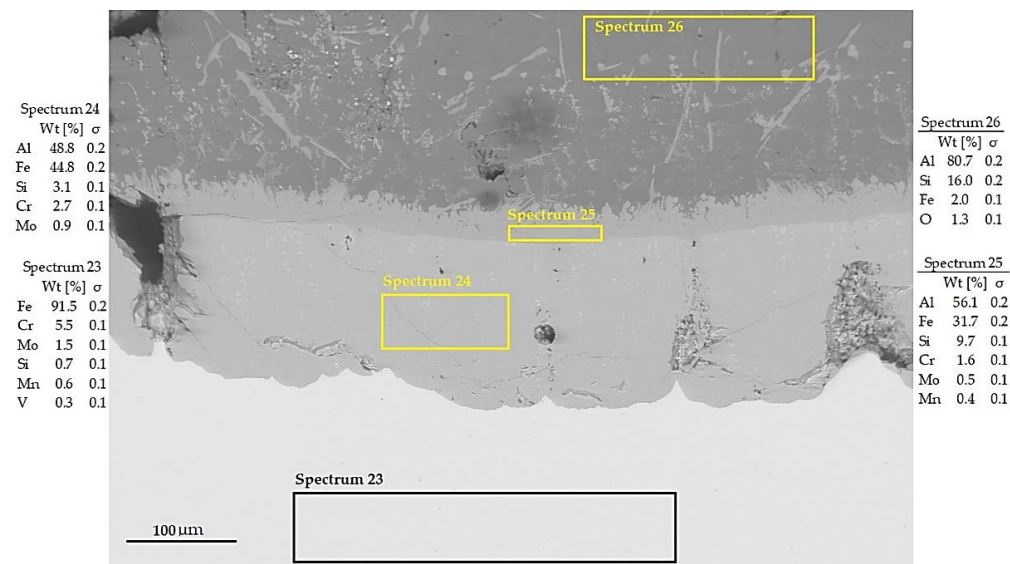 Spectrum 24
Wt [%] σ
Al 48.8 0.2
Fe 44.8 0.2
Si 3.1 0.1
Cr 2.7 0.1
Mo 0.9 0.1
Spectrum 23
Wt [%] σ
Fe 91.5 0.2
Cr 5.5 0.1
Mo 1.5 0.1
Si 0.7 0.1
Mn 0.6 0.1
V 0.3 0.1
Spectrum 26
Spectrum 25
Spectrum 24
Spectrum 23
100 µm
Spectrum 26
Wt [%] σ
Al 80.7 0.2
Si 16.0 0.2
Fe 2.0 0.1
O 1.3 0.1
Spectrum 25
Wt [%] σ
Al 56.1 0.2
Fe 31.7 0.2
Si 9.7 0.1
Cr 1.6 0.1
Mo 0.5 0.1
Mn 0.4 0.1